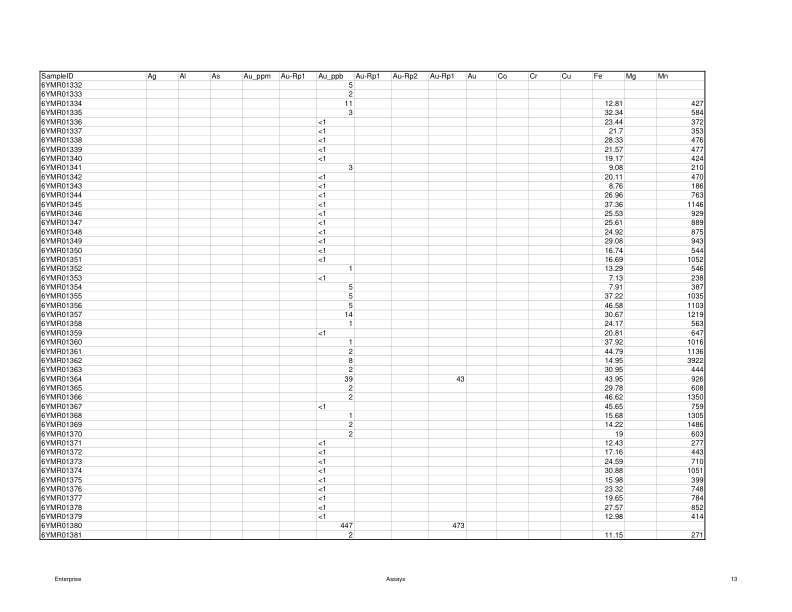 SampleID Ag Al As Au_ppm Au-Rp1 Au_ppb Au-Rp1 Au-Rp2 Au-Rp1 Au Co Cr Cu Fe Mg Mn
6YMR01332 5
6YMR01333 2
6YMR01334 11 12.81 427
6YMR01335 3 32.34 584
6YMR01336 <1 23.44 372
6YMR01337 <1 21.7 353
6YMR01338 <1 28.33 476
6YMR01339 <1 21.57 477
6YMR01340 <1 19.17 424
6YMR01341 3 9.08 210
6YMR01342 <1 20.11 470
6YMR01343 <1 8.76 186
6YMR01344 <1 26.96 763
6YMR01345 <1 37.36 1146
6YMR01346 <1 25.53 929
6YMR01347 <1 25.61 889
6YMR01348 <1 24.92 875
6YMR01349 <1 29.08 943
6YMR01350 <1 16.74 544
6YMR01351 <1 16.69 1052
6YMR01352 1 13.29 546
6YMR01353 <1 7.13 238
6YMR01354 5 7.91 387
6YMR01355 5 37.22 1035
6YMR01356 5 46.58 1103
6YMR01357 14 30.67 1219
6YMR01358 1 24.17 563
6YMR01359 <1 20.81 647
6YMR01360 1 37.92 1016
6YMR01361 2 44.79 1136
6YMR01362 8 14.95 3922
6YMR01363 2 30.95 444
6YMR01364 39 43 43.95 926
6YMR01365 2 29.78 608
6YMR01366 2 46.62 1350
6YMR01367 <1 45.65 759
6YMR01368 1 15.68 1305
6YMR01369 2 14.22 1486
6YMR01370 2 19 603
6YMR01371 <1 12.43 277
6YMR01372 <1 17.16 443
6YMR01373 <1 24.59 710
6YMR01374 <1 30.88 1051
6YMR01375 <1 15.98 399
6YMR01376 <1 23.32 748
6YMR01377 <1 19.65 784
6YMR01378 <1 27.57 852
6YMR01379 <1 12.98 414
6YMR01380 447 473
6YMR01381 2 11.15 271
Enterprise Assays 13